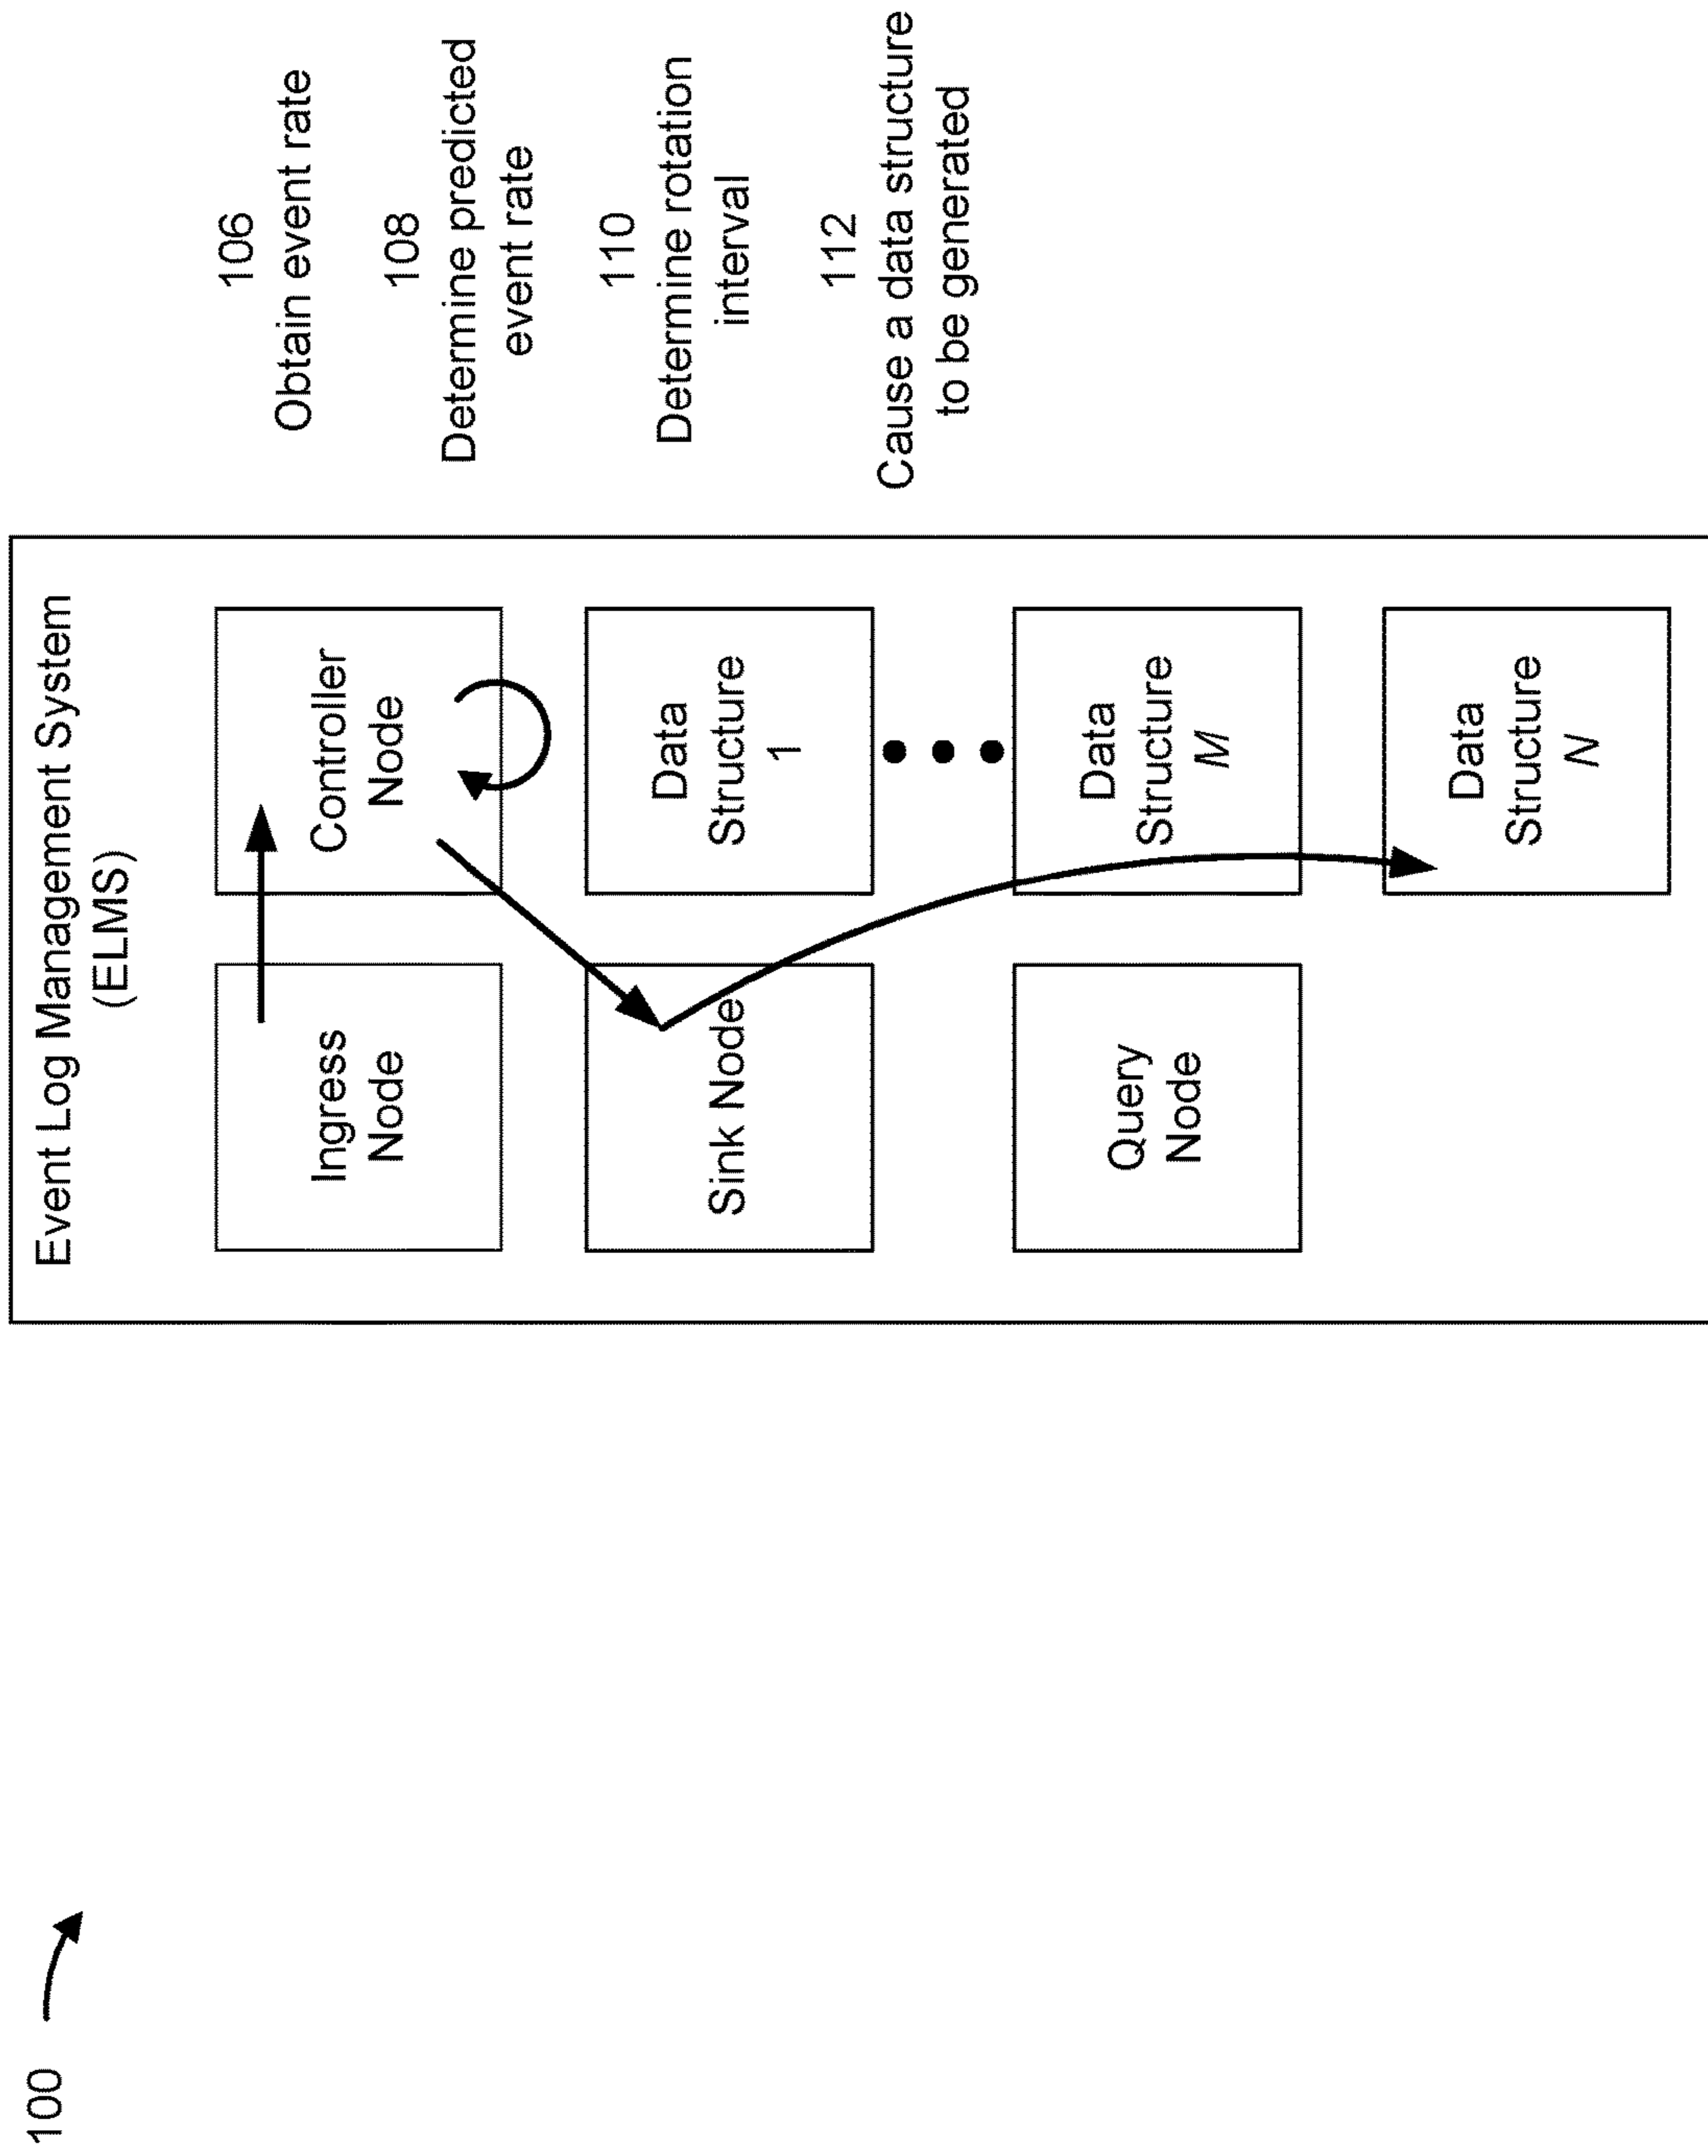 100
Event Log Management System
(ELMS)
Ingress
Node
Controller
Node
Sink Node
Data
Structure
1
Query
Node
Data
Structure
M
Data
Structure
N
106
Obtain event rate
108
Determine predicted
event rate
110
Determine rotation
interval
112
Cause a data structure
to be generated